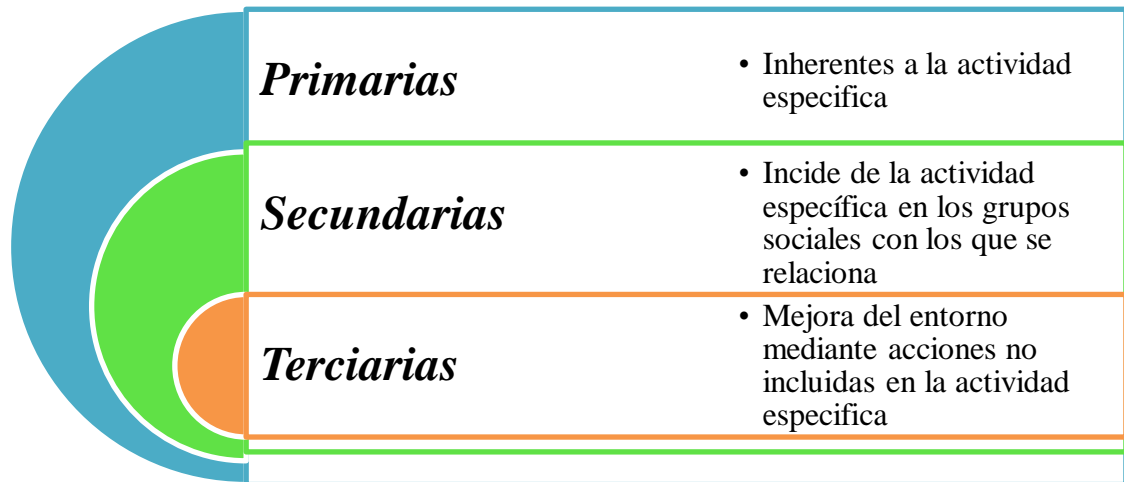 Primarias
• Inherentes a la actividad
especifica
Secundarias
• Incide de la actividad
específica en los grupos
sociales con los que se
relaciona
Terciarias
• Mejora del entorno
mediante acciones no
incluidas en la actividad
especifica